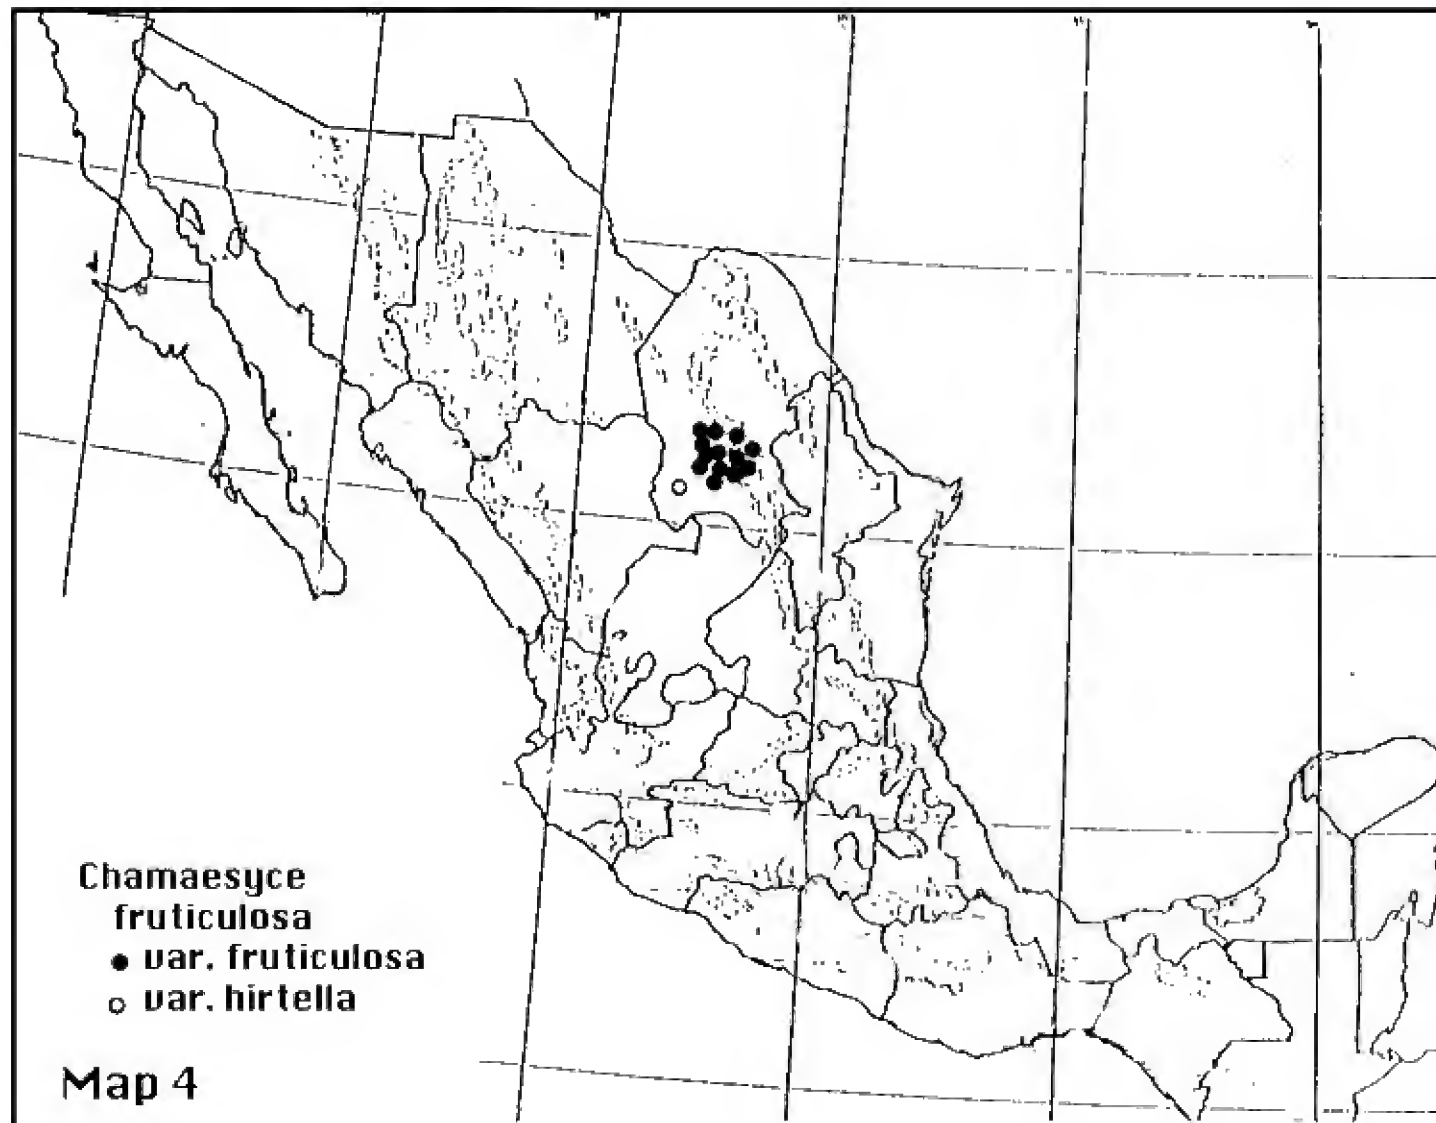 Chamaesyce
fruticulosa
● var. fruticulosa
○ var. hirtella
Map 4